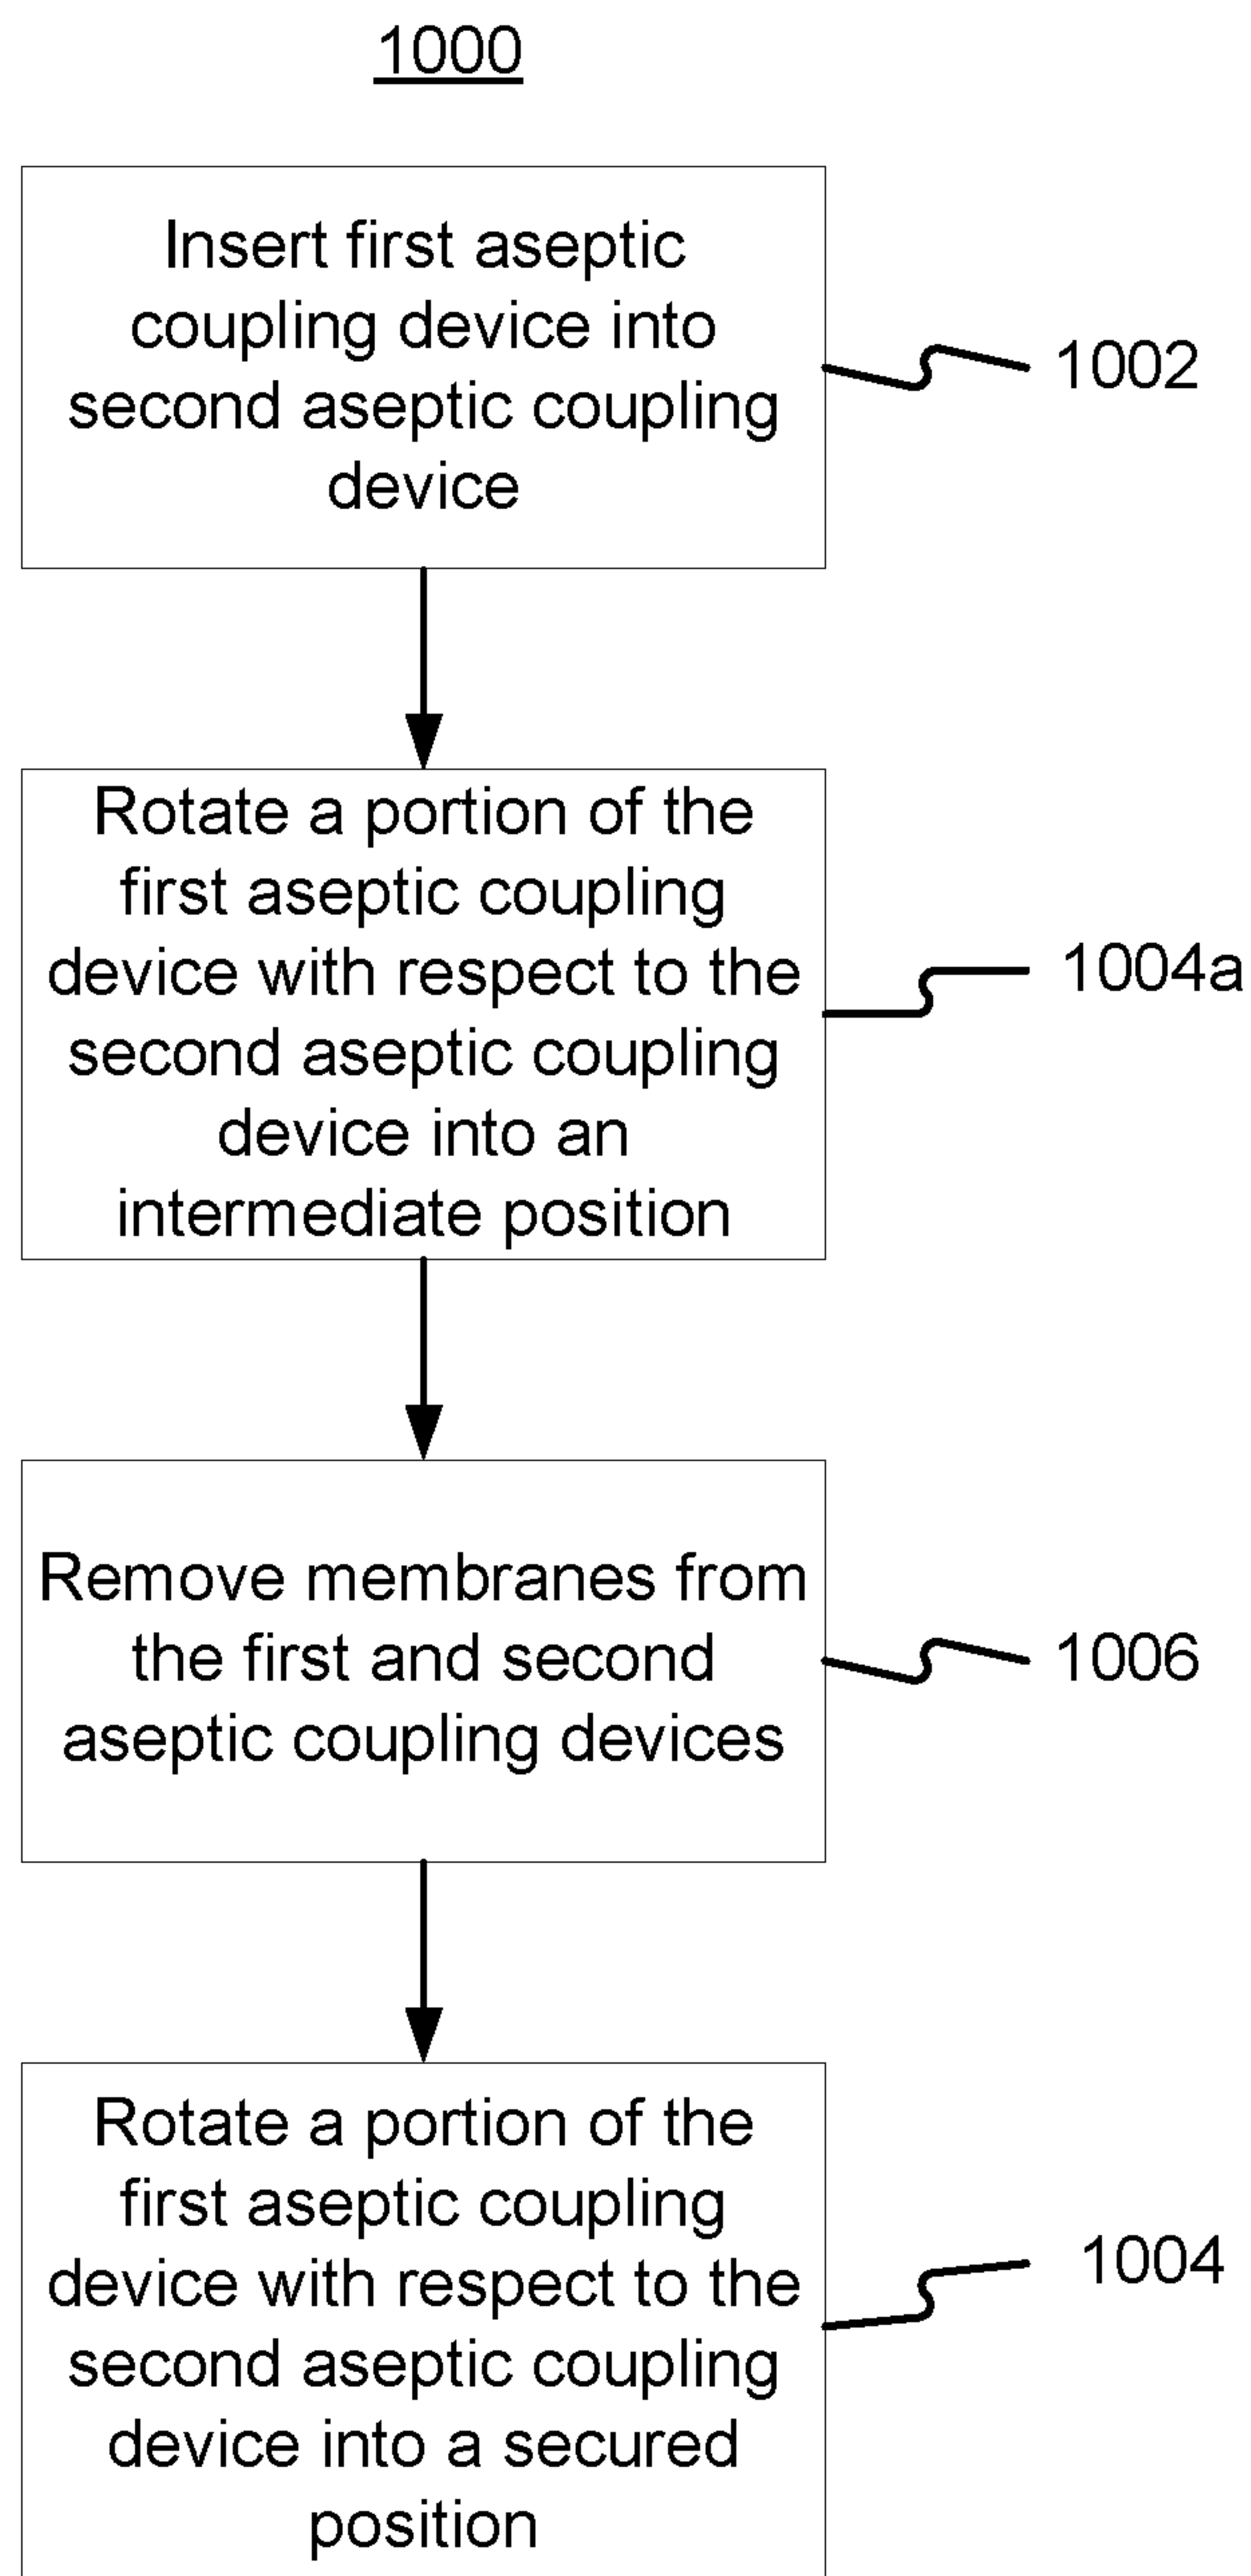 1000
Insert first aseptic
coupling device into
second aseptic coupling
device
1002
Rotate a portion of the
first aseptic coupling
device with respect to the
second aseptic coupling
device into an
intermediate position
1004a
Remove membranes from
the first and second
aseptic coupling devices
1006
Rotate a portion of the
first aseptic coupling
device with respect to the
second aseptic coupling
device into a secured
position
1004